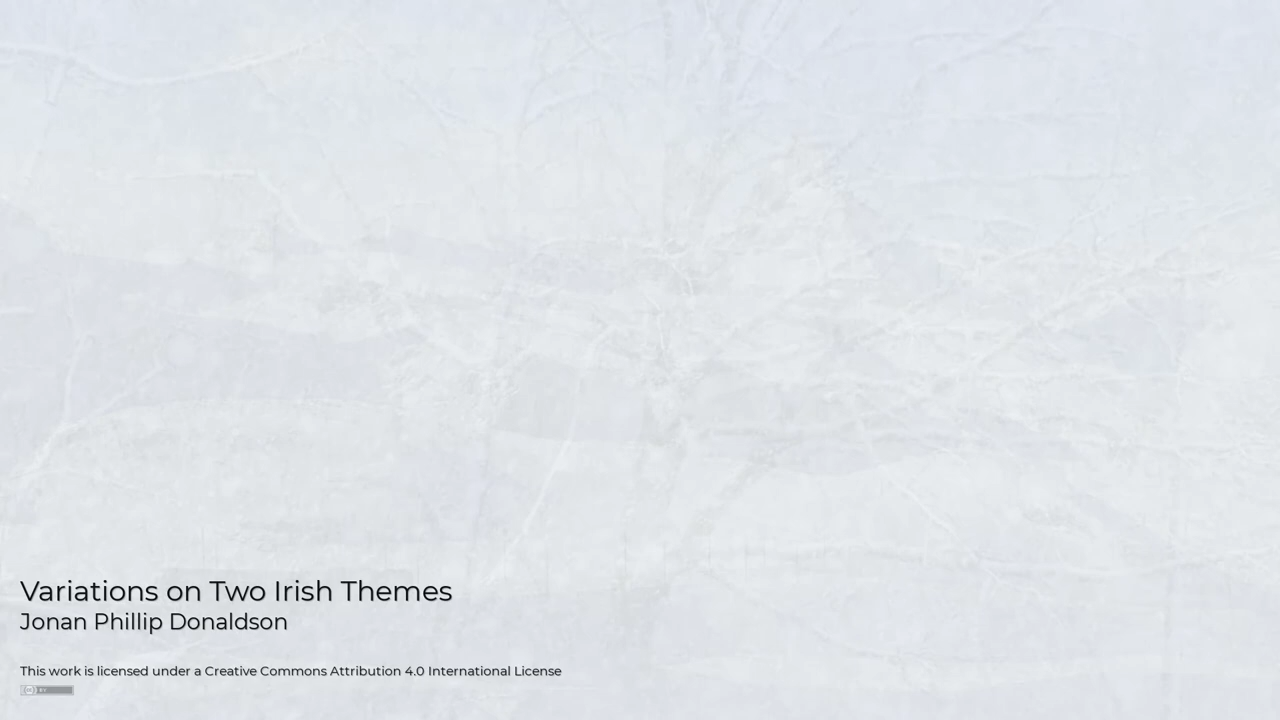 Variations on Two Irish Themes
Jonan Phillip Donaldson
This work is licensed under a Creative Commons Attribution 4.0 International License
BY